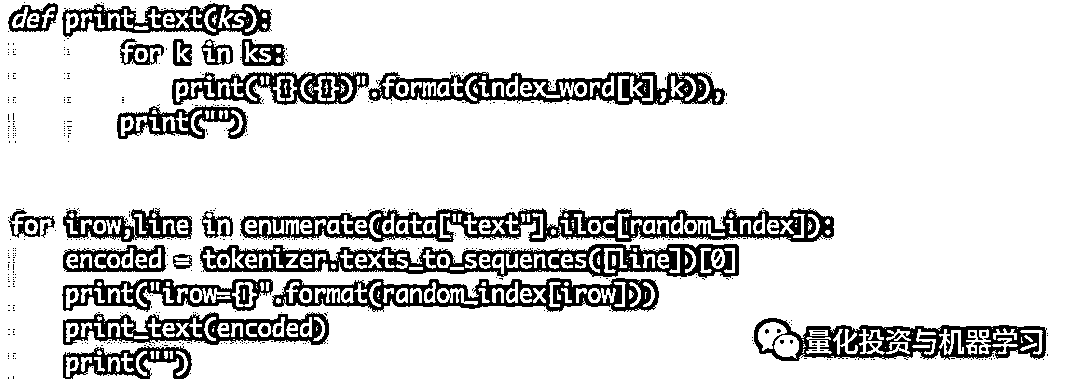 def print_text(ks):
        for k in ks:
            print("{}({})".format(index_word[k],k)),
        print("")
for irow,line in enumerate(data["text"].iloc[random_index]):
    encoded = tokenizer.texts_to_sequences([line])[0]
    print("irow={}".format(random_index[irow]))
    print_text(encoded)
    print("")
量化投资与机器学习